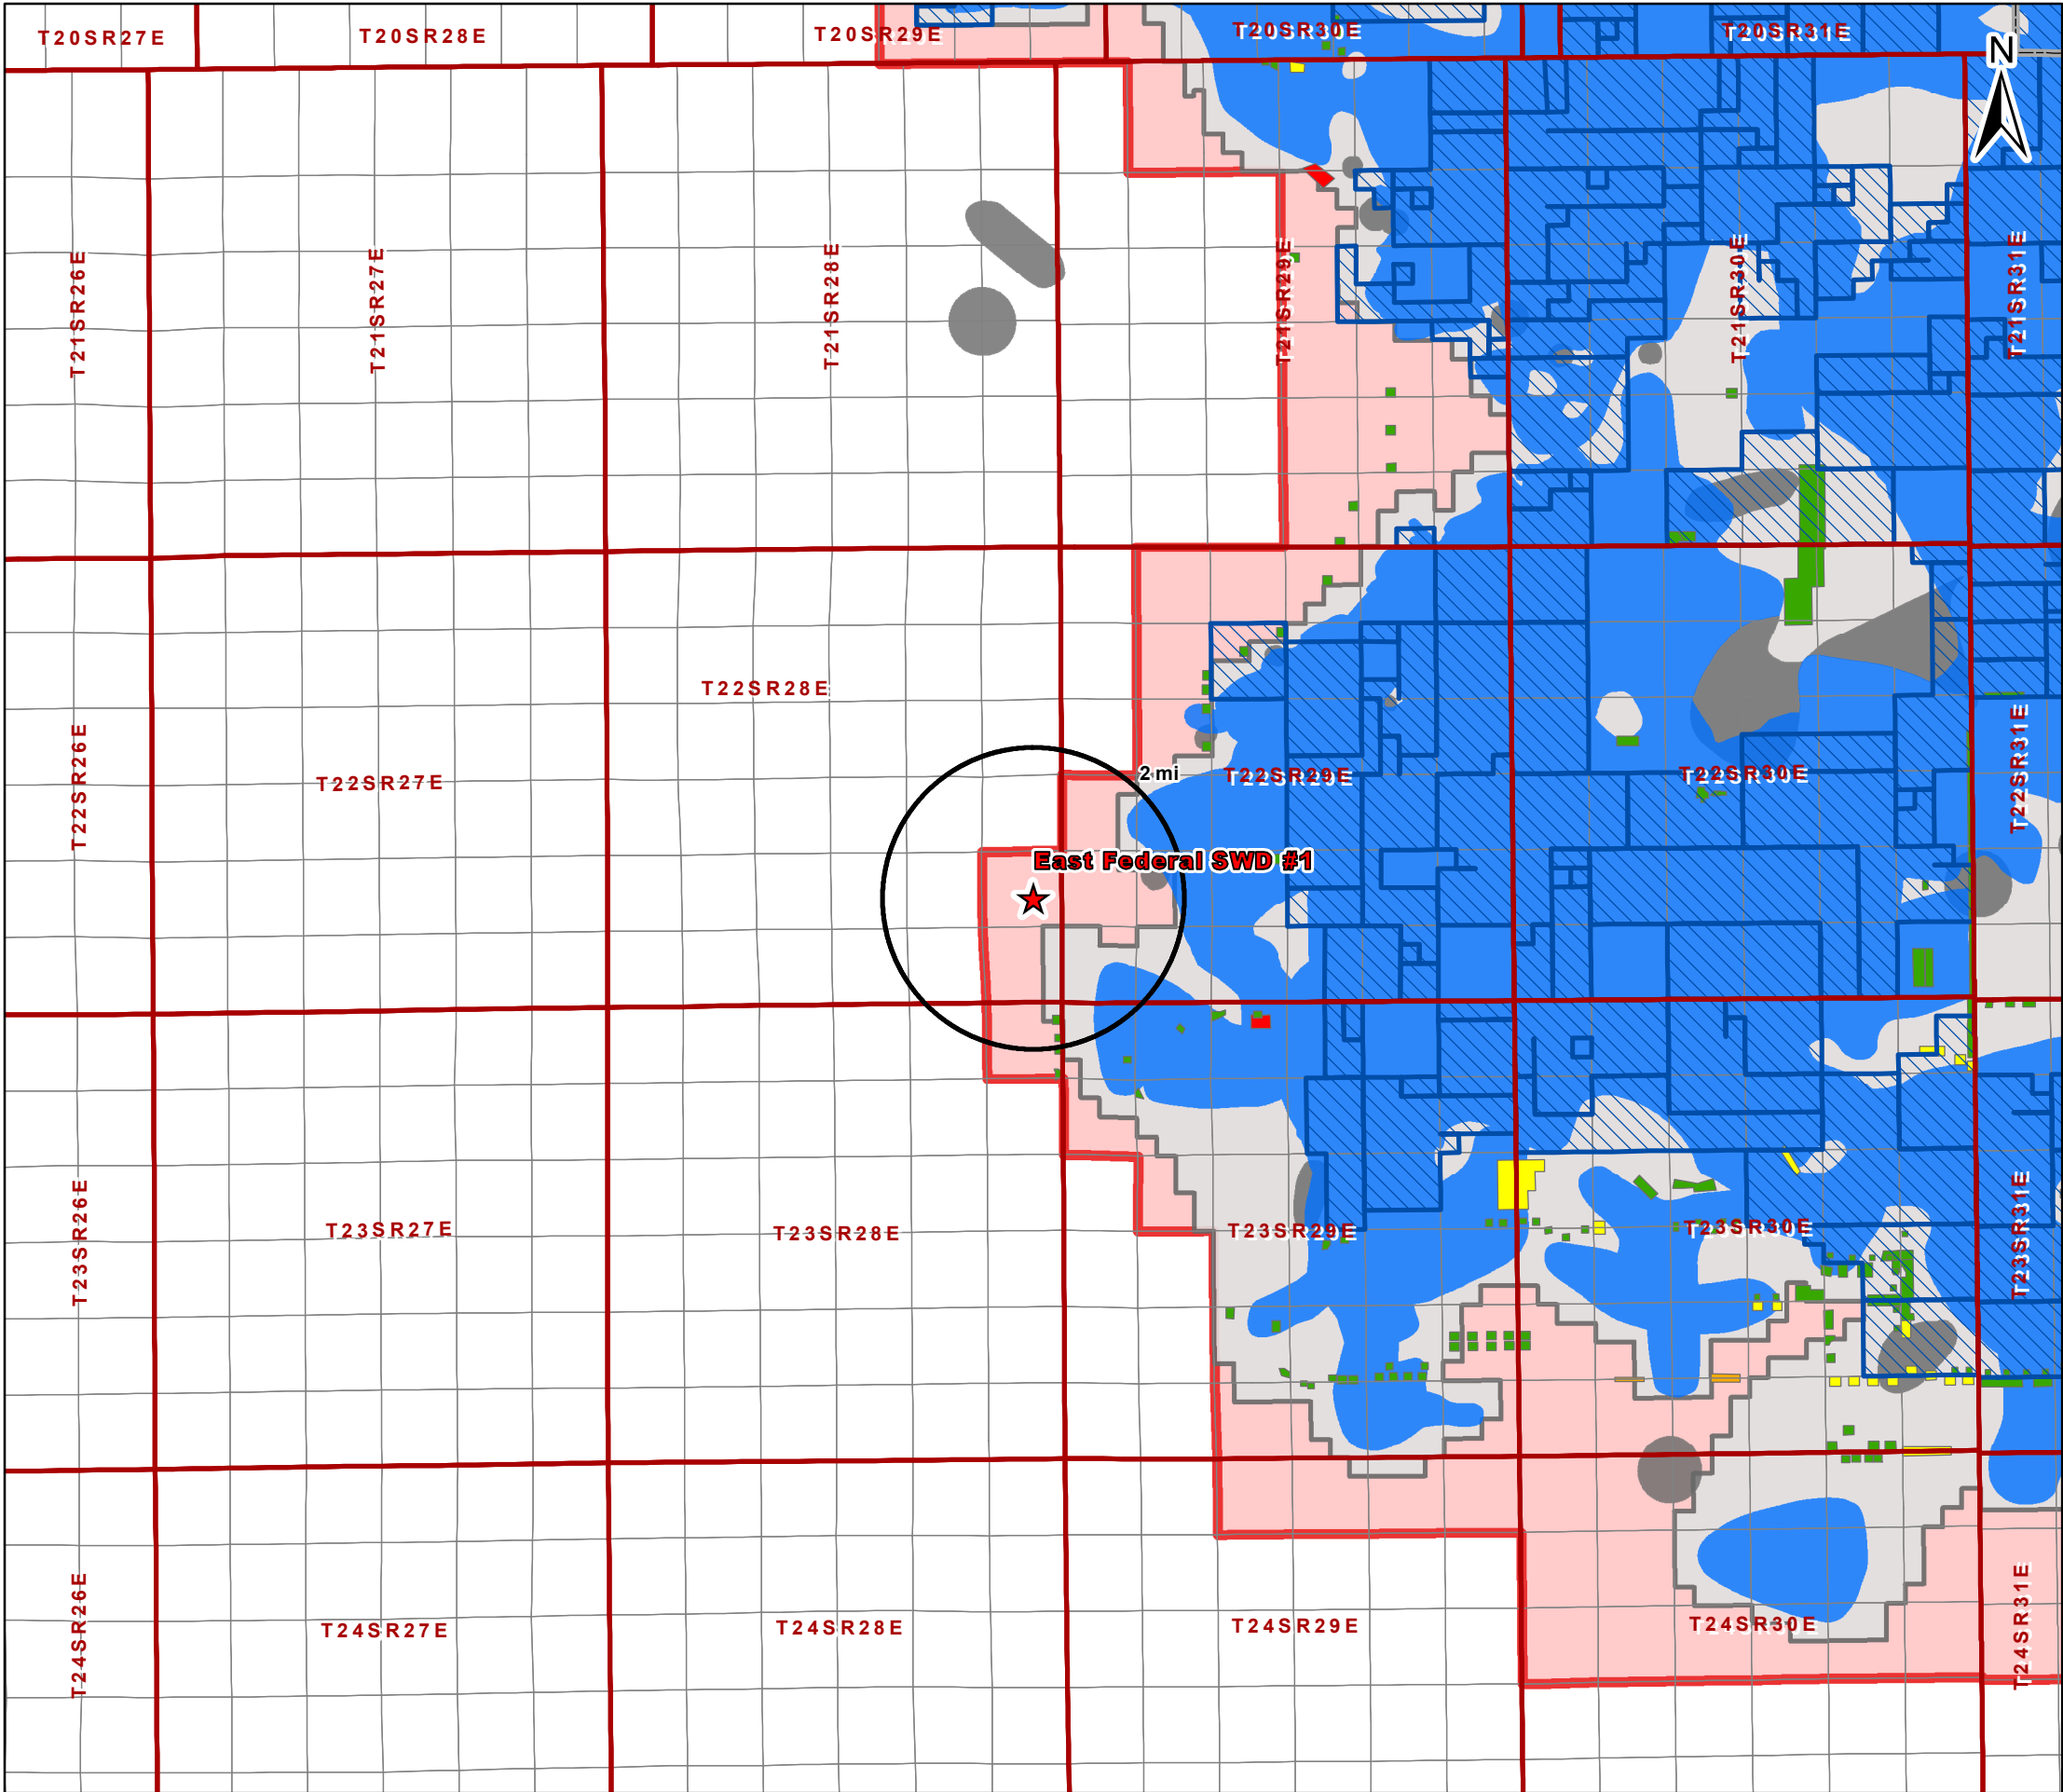 T20SR27E
T20SR28E
T20SR29E
T20SR30E
T20SR31E
N
T21SR26E
T21SR27E
T21SR28E
T21SR29E
T21SR30E
T21SR31E
T22SR26E
T22SR27E
T22SR28E
2 mi
T22SR29E
T22SR30E
T22SR31E
East Federal SWD #1
T23SR26E
T23SR27E
T23SR28E
T23SR29E
T23SR30E
T23SR31E
T24SR26E
T24SR27E
T24SR28E
T24SR29E
T24SR30E
T24SR31E